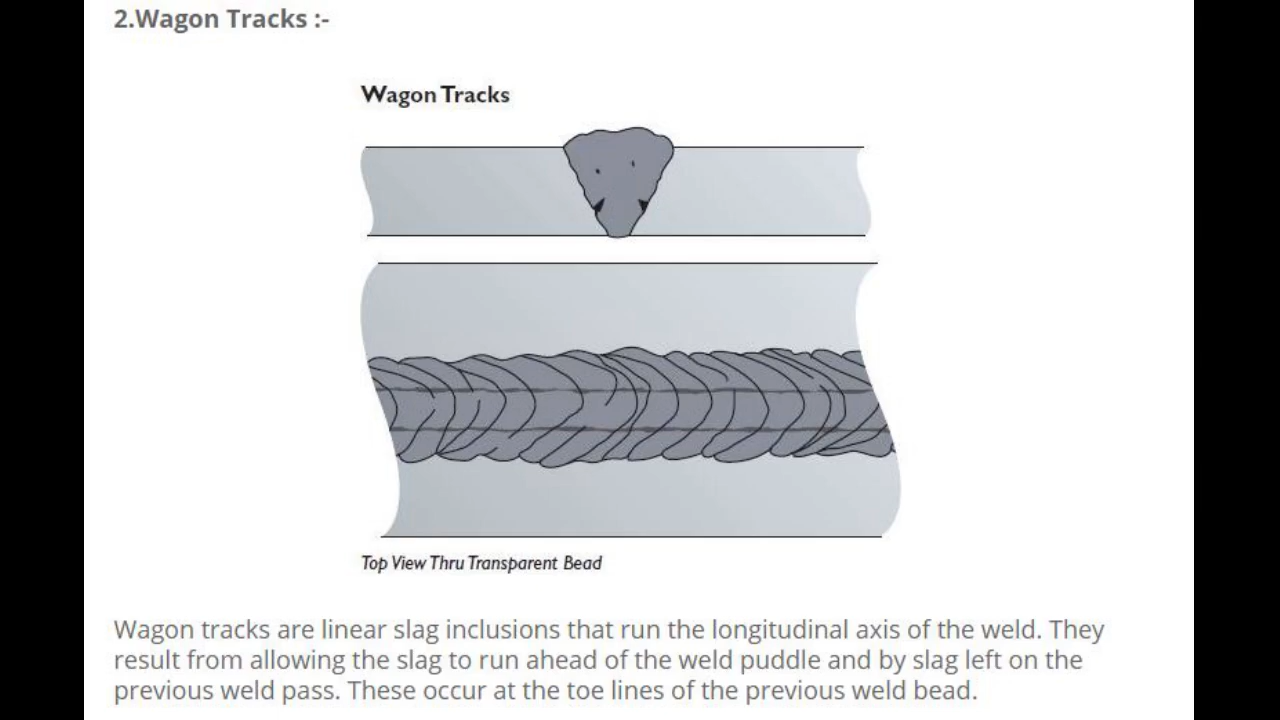 2.Wagon Tracks :-
Wagon Tracks
Top View Thru Transparent Bead
Wagon tracks are linear slag inclusions that run the longitudinal axis of the weld. They
result from allowing the slag to run ahead of the weld puddle and by slag left on the
previous weld pass. These occur at the toe lines of the previous weld bead.